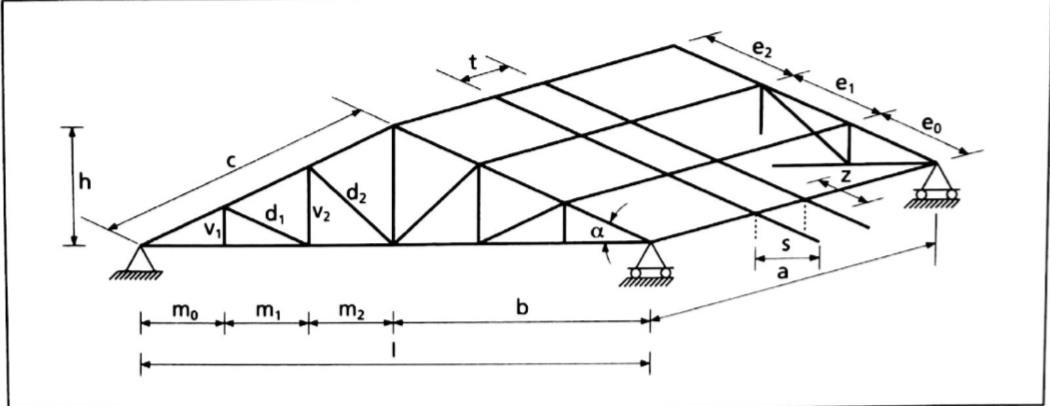 e₂
t
e₁
e₀
c
h
d₂
z
d₁
v₂
v₁
α
s
a
m₀
m₁
m₂
b
l